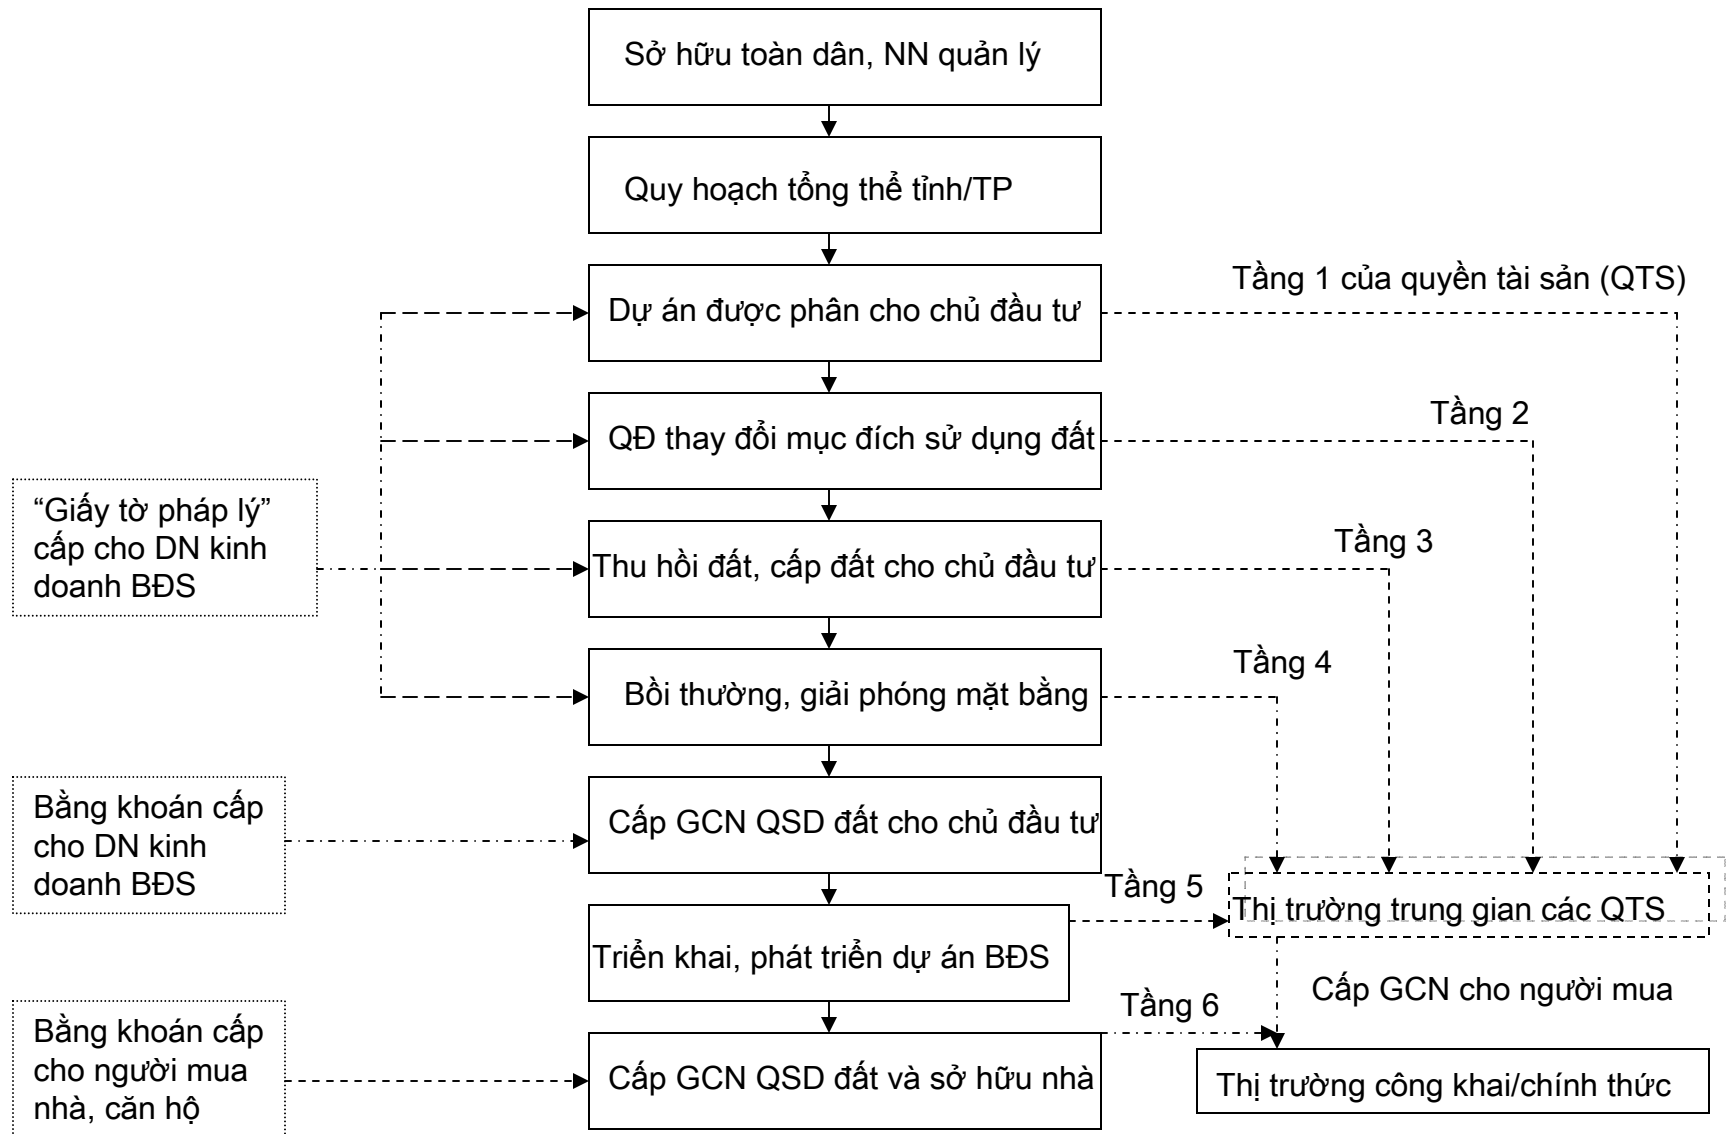 Sở hữu toàn dân, NN quản lý
Quy hoạch tổng thể tỉnh/TP
Tầng 1 của quyền tài sản (QTS)
Dự án được phân cho chủ đầu tư
Tầng 2
QĐ thay đổi mục đích sử dụng đất
“Giấy tờ pháp lý”
cấp cho DN kinh
doanh BĐS
Tầng 3
Thu hồi đất, cấp đất cho chủ đầu tư
Tầng 4
Bồi thường, giải phóng mặt bằng
Bằng khoán cấp
cho DN kinh
doanh BĐS
Cấp GCN QSD đất cho chủ đầu tư
Tầng 5
Thị trường trung gian các QTS
Triển khai, phát triển dự án BĐS
Cấp GCN cho người mua
Tầng 6
Bằng khoán cấp
cho người mua
nhà, căn hộ
Cấp GCN QSD đất và sở hữu nhà
Thị trường công khai/chính thức